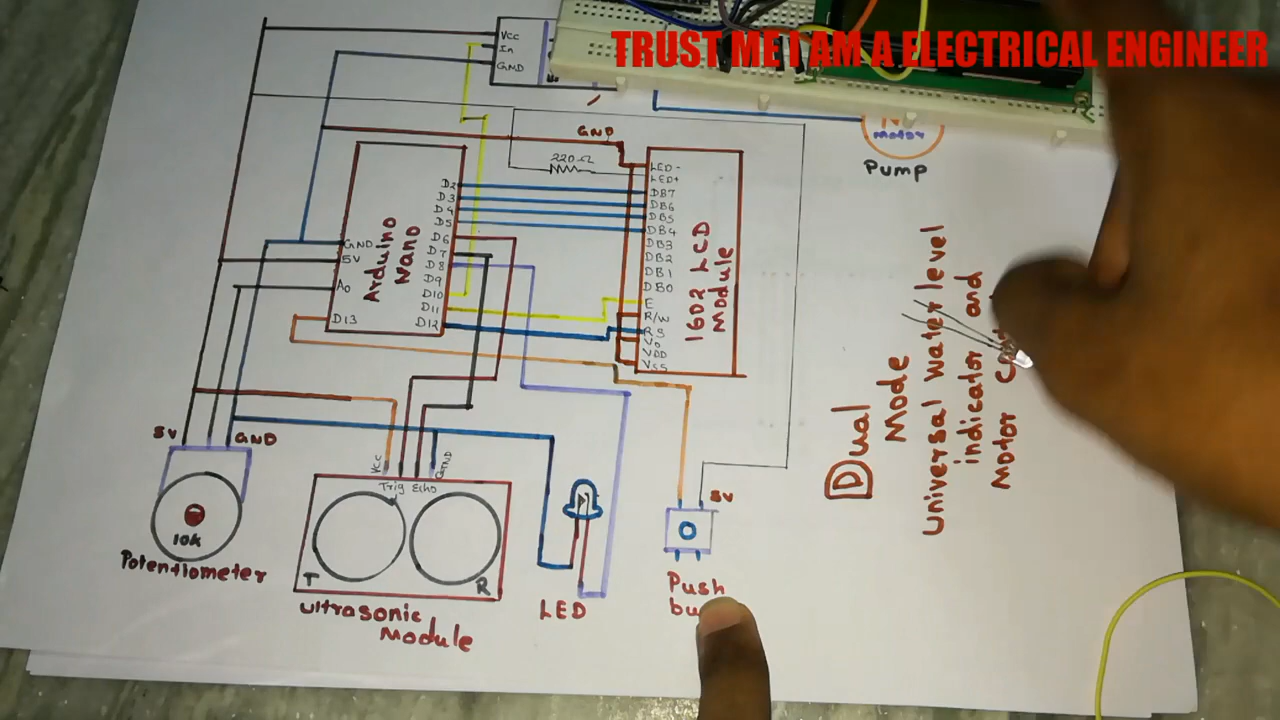 TRUST ME I AM A ELECTRICAL ENGINEER
Vcc
In
GND
Motor
PUMP
GND
220 Ω
Arduino
Nano
D2
D3
D4
D5
D6
D7
D8
D9
D10
D11
D12
GND
5V
A0
D13
1602 LCD
Module
LED-
LED+
DB7
DB6
DB5
DB4
DB3
DB2
DB1
DB0
E
R/W
RS
Vo
VDD
VSS
Dual
Mode
Universal water level
indicator and
Motor
5V
GND
10k
Potentiometer
Vcc
Trig
Echo
GND
T
R
Ultrasonic
Module
LED
5V
Push